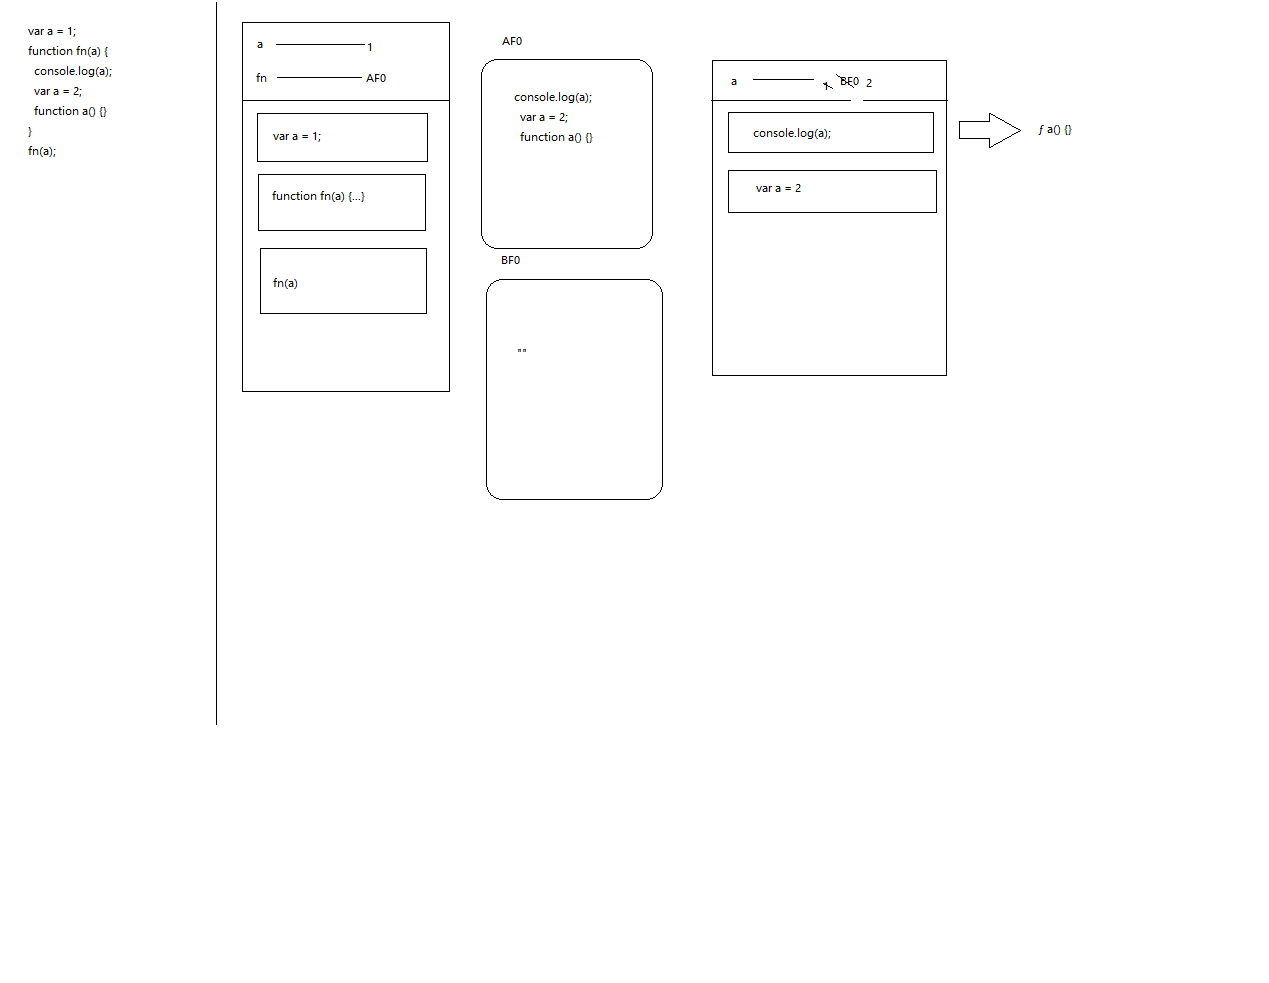 var a = 1;
function fn(a) {
console.log(a);
var a = 2;
function a() {}
}
fn(a);
a 1
fn AF0
var a = 1;
function fn(a) {...}
fn(a)
AF0
console.log(a);
var a = 2;
function a() {}
BF0
""
a 1 BF0 2
console.log(a);
var a = 2
ƒ a() {}